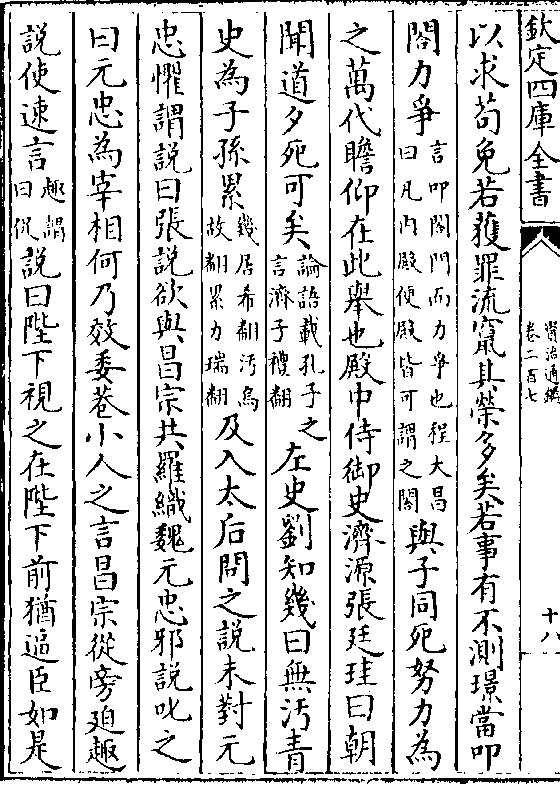 欽定四庫全書
資治通鑑
卷二百七
十八
以求苟免若獲罪流竄其榮多矣若事有不測璟當叩
閤力爭言叩閤門而力爭也程大昌曰凡内殿便殿皆可謂之閤與子同死努力為
之萬代瞻仰在此舉也殿中侍御史濟源張廷珪曰朝
聞道夕死可矣論語載孔子之言濟子禮翻左史劉知幾曰無汚青
史為子孫累幾居希翻汚烏故翻累力瑞翻及入太后問之說未對元
忠懼謂說曰張說欲與昌宗共羅織魏元忠邪說叱之
曰元忠為宰相何乃效委巷小人之言昌宗從旁廹趣
說使速言趣讀曰促說曰陛下視之在陛下前猶逼臣如是